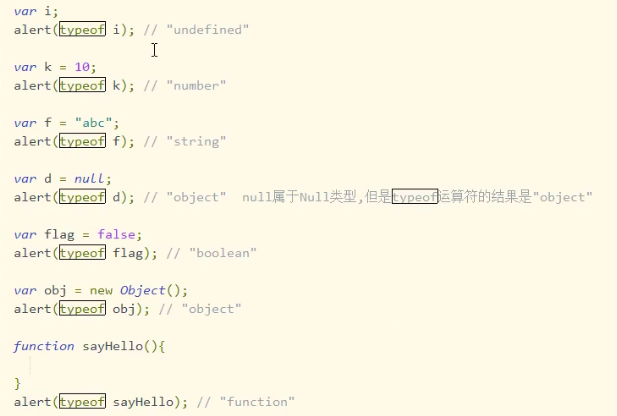 var i;
alert(typeof i); // "undefined"
var k = 10;
alert(typeof k); // "number"
var f = "abc";
alert(typeof f); // "string"
var d = null;
alert(typeof d); // "object"  null属于Null类型,但是typeof运算符的结果是"object"
var flag = false;
alert(typeof flag); // "boolean"
var obj = new Object();
alert(typeof obj); // "object"
function sayHello(){
}
alert(typeof sayHello); // "function"